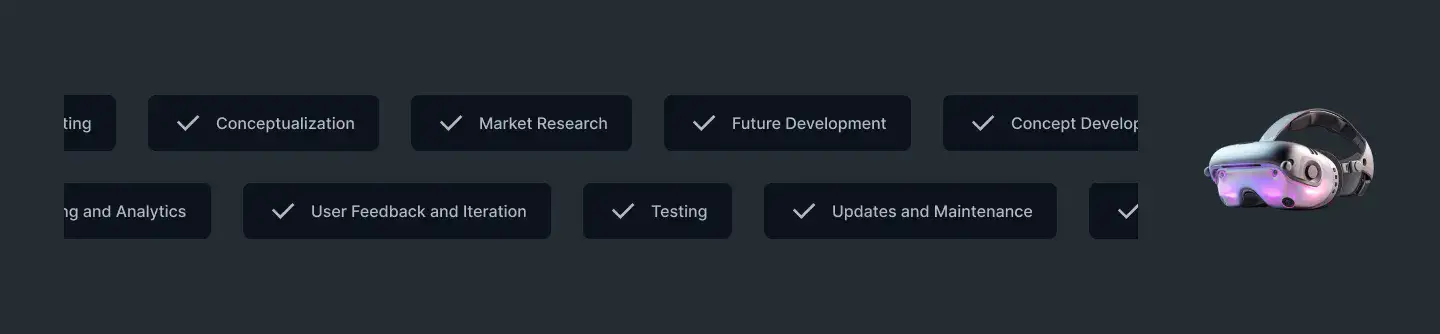 ting Conceptualization Market Research Future Development Concept Develop
ng and Analytics User Feedback and Iteration Testing Updates and Maintenance